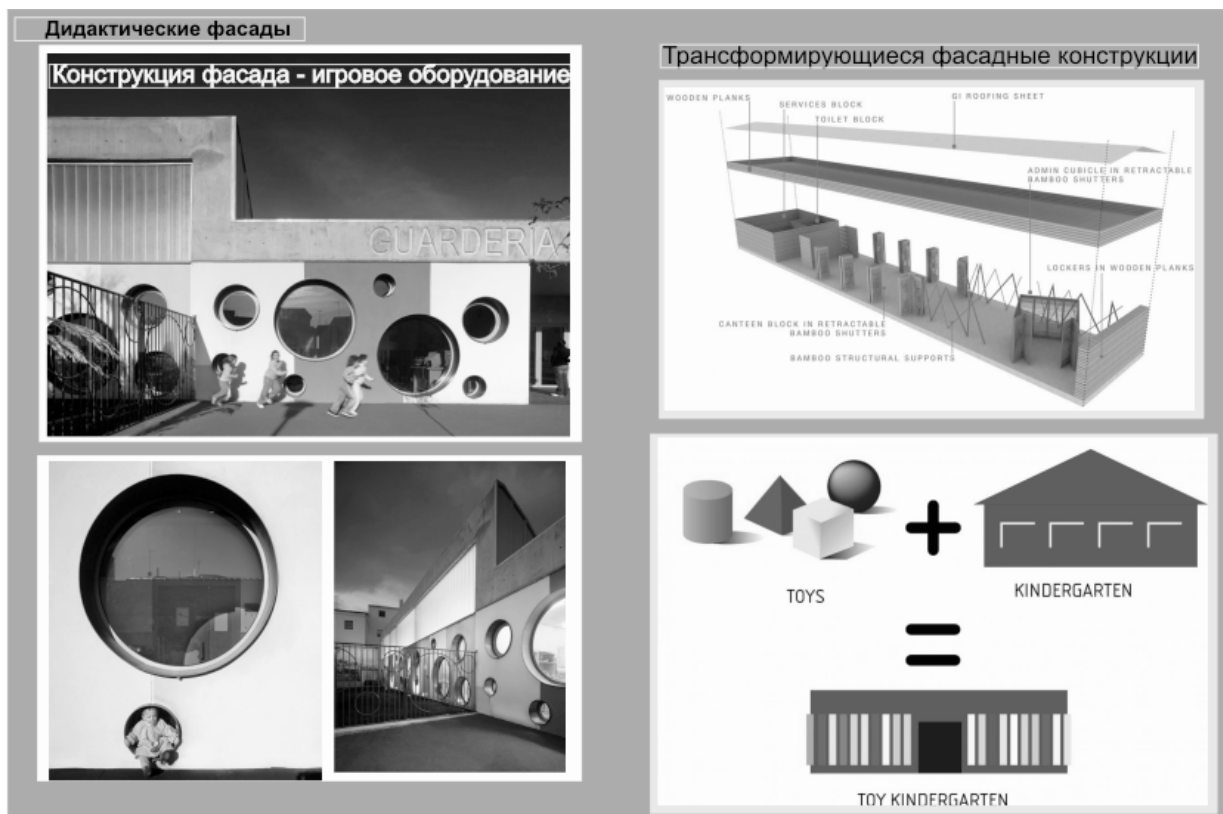 Дидактические фасады
Конструкция фасада - игровое оборудование
GUARDERIA
Трансформирующиеся фасадные конструкции
WOODEN PLANKS
SERVICES BLOCK
TOILET BLOCK
GI ROOFING SHEET
ADMIN CUBICLE IN RETRACTABLE
BAMBOO SHUTTERS
LOCKERS IN WOODEN PLANKS
CANTEEN BLOCK IN RETRACTABLE
BAMBOO SHUTTERS
BAMBOO STRUCTURAL SUPPORTS
TOYS
KINDERGARTEN
TOY KINDERGARTEN